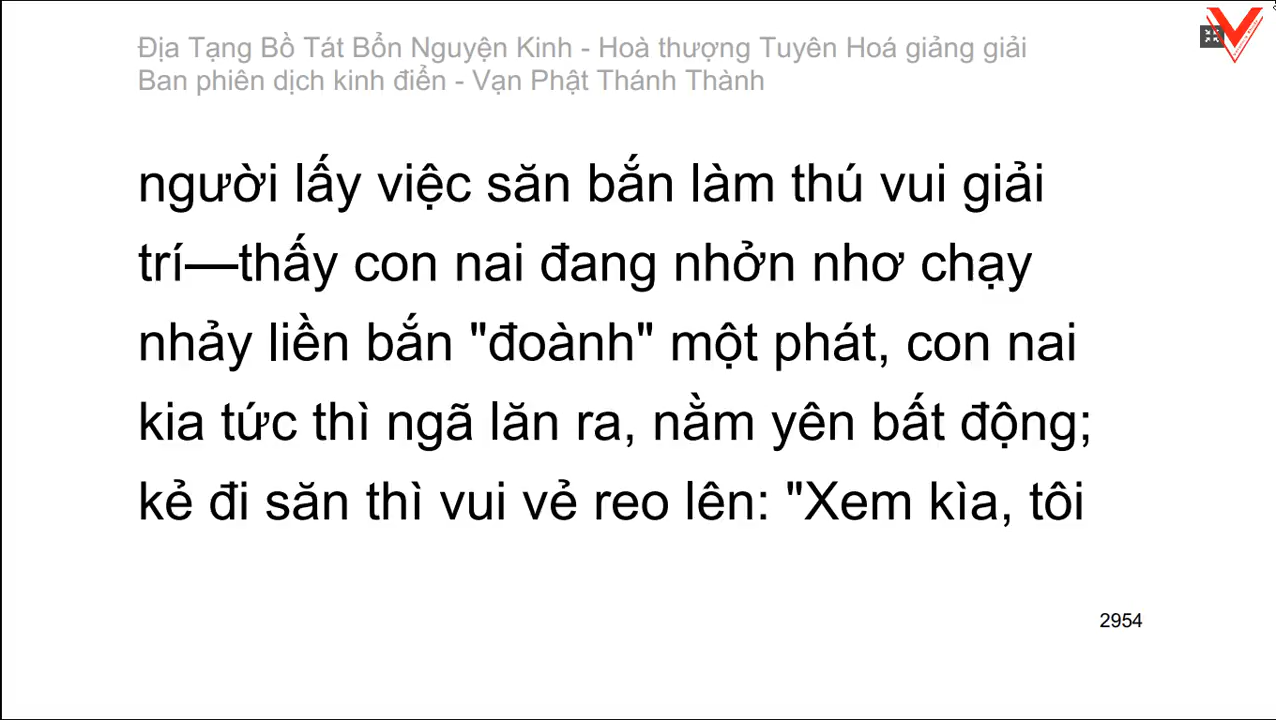 Địa Tạng Bồ Tát Bổn Nguyện Kinh - Hoà thượng Tuyên Hoá giảng giải
Ban phiên dịch kinh điển - Vạn Phật Thánh Thành
người lấy việc săn bắn làm thú vui giải
trí—thấy con nai đang nhởn nhơ chạy
nhảy liền bắn "đoành" một phát, con nai
kia tức thì ngã lăn ra, nằm yên bất động;
kẻ đi săn thì vui vẻ reo lên: "Xem kìa, tôi
2954